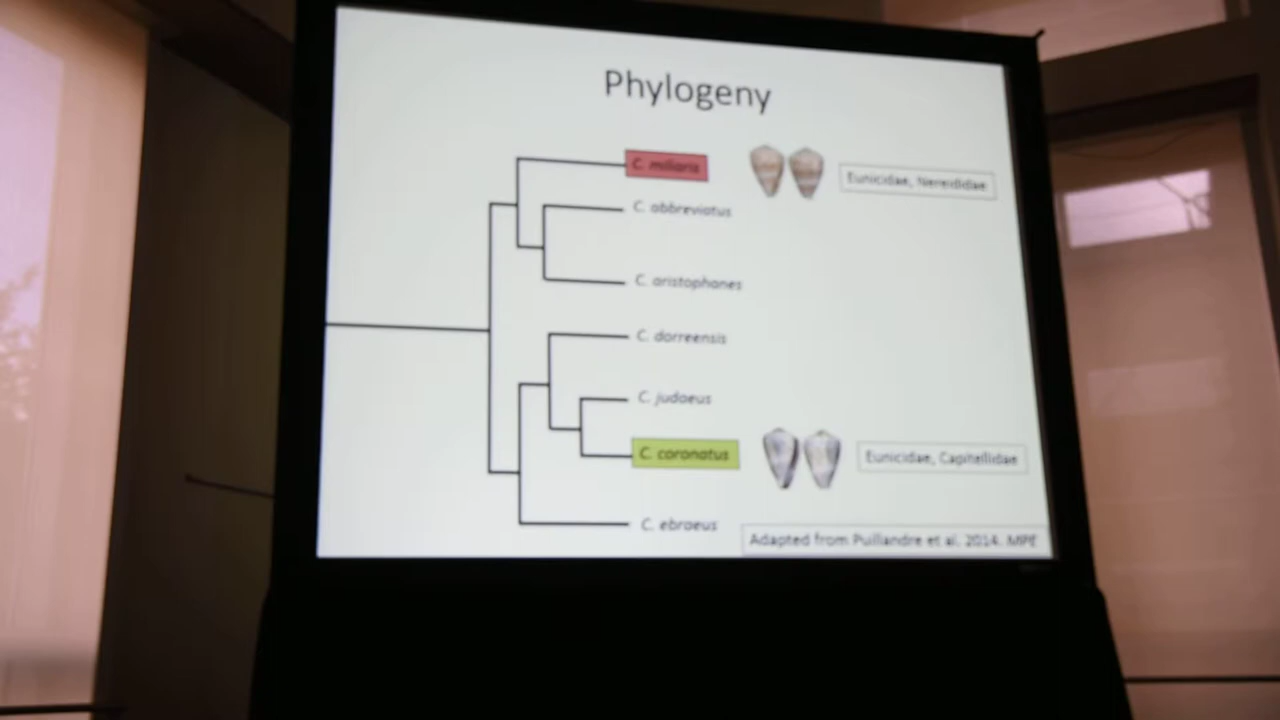 Phylogeny
C. miliaris
Eunicidae, Nereididae
C. abbreviatus
C. aristophanes
C. dorreensis
C. judaeus
C. coronatus
Eunicidae, Capitellidae
C. ebraeus
Adapted from Puillandre et al. 2014. MPE